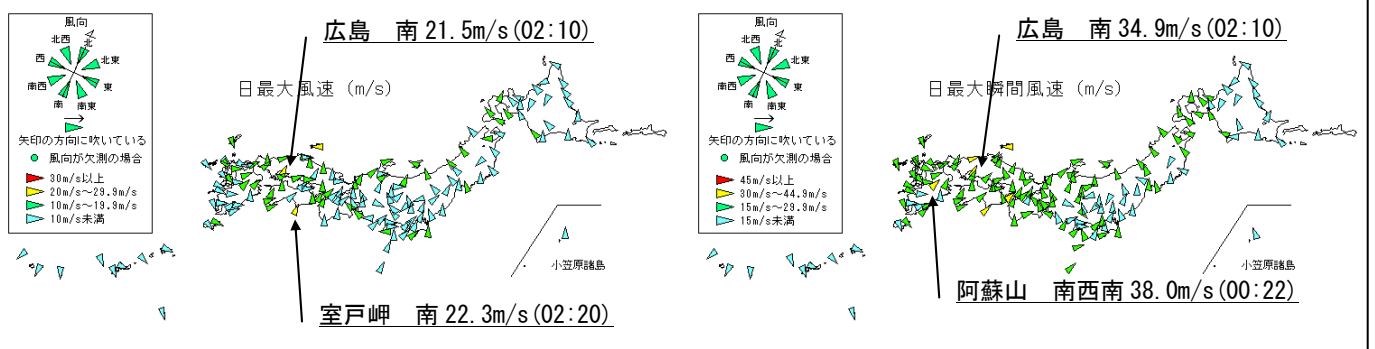 広島　南 21.5m/s(02:10)
日最大風速 (m/s)
風向
北
北東
東
南東
南
南西
西
北西
矢印の方向に吹いている
風向が欠測の場合
30m/s以上
20m/s～29.9m/s
10m/s～19.9m/s
10m/s未満
小笠原諸島
室戸岬　南 22.3m/s(02:20)
広島　南 34.9m/s(02:10)
日最大瞬間風速 (m/s)
風向
北
北東
東
南東
南
南西
西
北西
矢印の方向に吹いている
風向が欠測の場合
45m/s以上
30m/s～44.9m/s
15m/s～29.9m/s
15m/s未満
小笠原諸島
阿蘇山　南西南 38.0m/s(00:22)